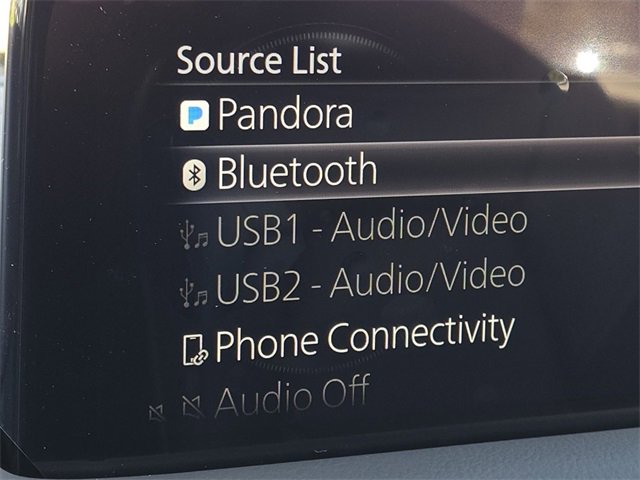 Source List
Pandora
Bluetooth
USB1 - Audio/Video
USB2 - Audio/Video
Phone Connectivity
Audio Off